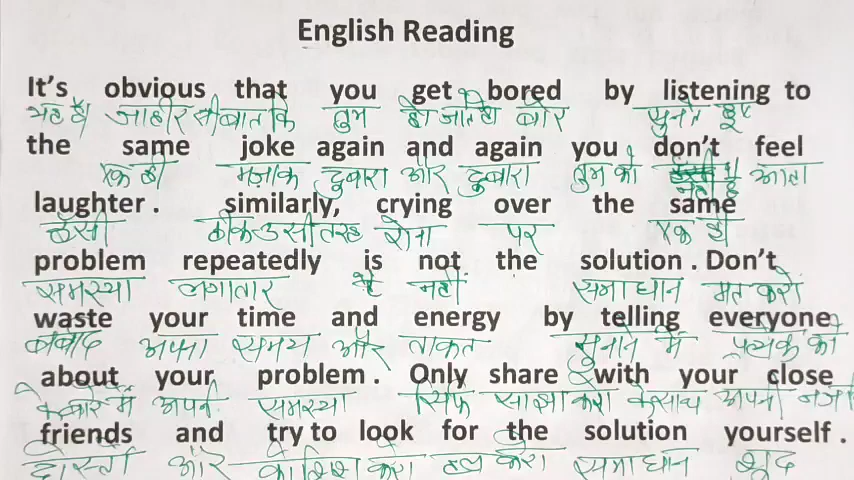 English Reading
It's obvious that you get bored by listening to
यह है। जाहीर सी बात कि तुम हो जाते हो बोर सुनते हुए
the same joke again and again you don't feel
एक ही मज़ाक दुबारा और दुबारा तुम को नहीं है आता
laughter. similarly, crying over the same
हँसी ठीक उसी तरह रोना पर एक ही
problem repeatedly is not the solution. Don't
समस्या लगातार है नहीं समाधान मत करो
waste your time and energy by telling everyone
बर्बाद अपना समय और ताकत सुनाने में प्रत्येक को
about your problem. Only share with your close
के बारे में अपनी समस्या सिर्फ साझा करो के साथ अपनी
friends and try to look for the solution yourself.
दोस्तों और कोशिश करो समाधान खुद